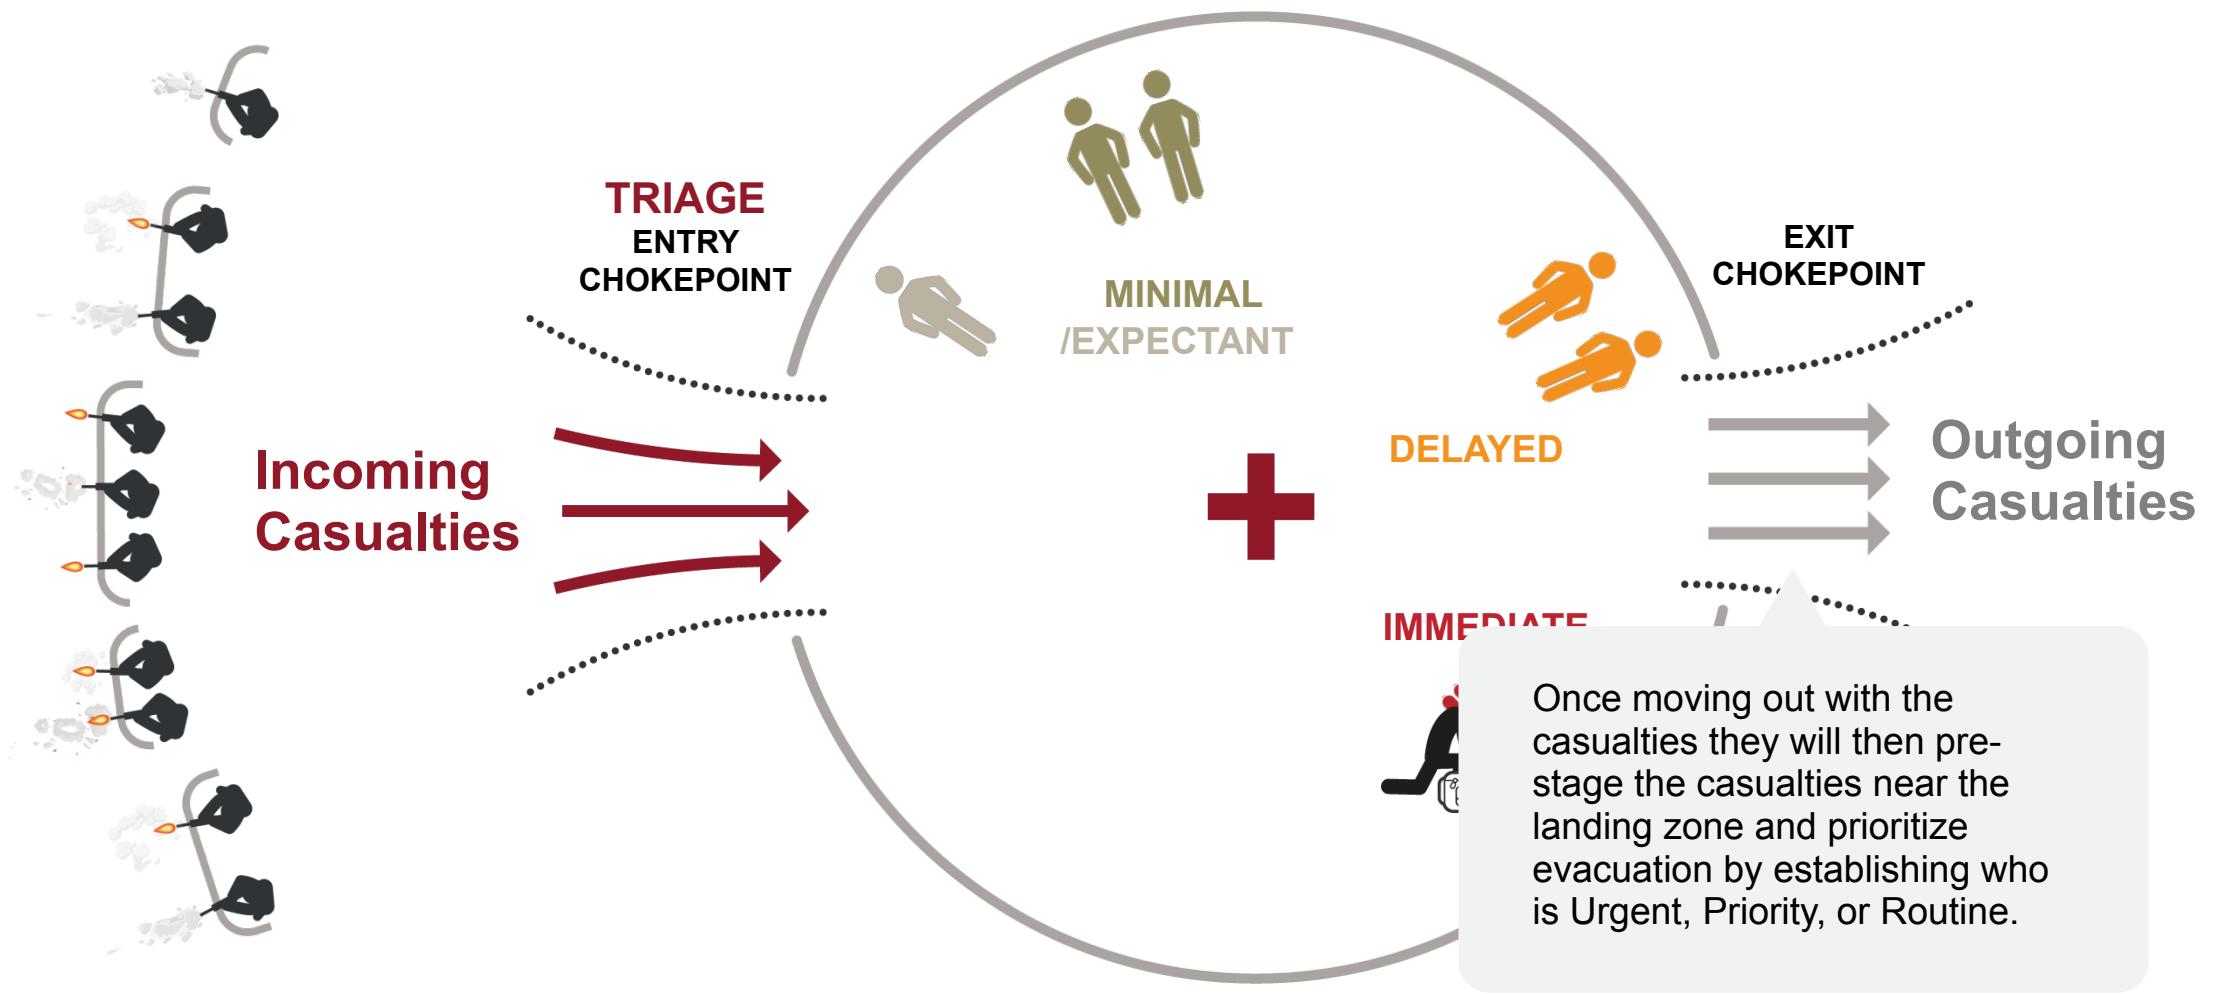 TRIAGE
ENTRY
CHOKEPOINT
Incoming
Casualties
MINIMAL
/EXPECTANT
DELAYED
IMMEDIATE
EXIT
CHOKEPOINT
Outgoing
Casualties
Once moving out with the
casualties they will then pre-
stage the casualties near the
landing zone and prioritize
evacuation by establishing who
is Urgent, Priority, or Routine.